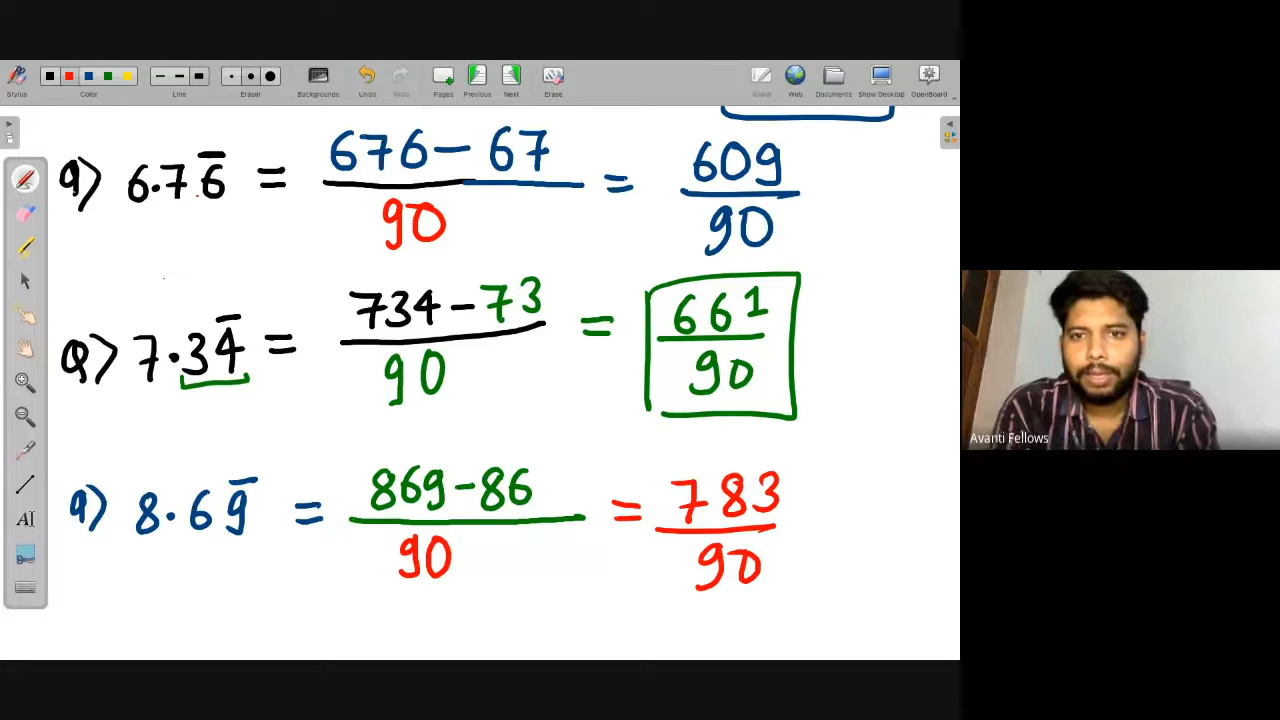 Stylus Color Line Eraser Backgrounds Undo Redo Pages Previous Next Erase Board Web Documents Show Desktop OpenBoard
Q) 6.76̅ = 676 – 67 / 90 = 609 / 90
Q) 7.34̅ = 734 – 73 / 90 = 661 / 90
Q) 8.69̅ = 869 – 86 / 90 = 783 / 90
AI
Avanti Fellows